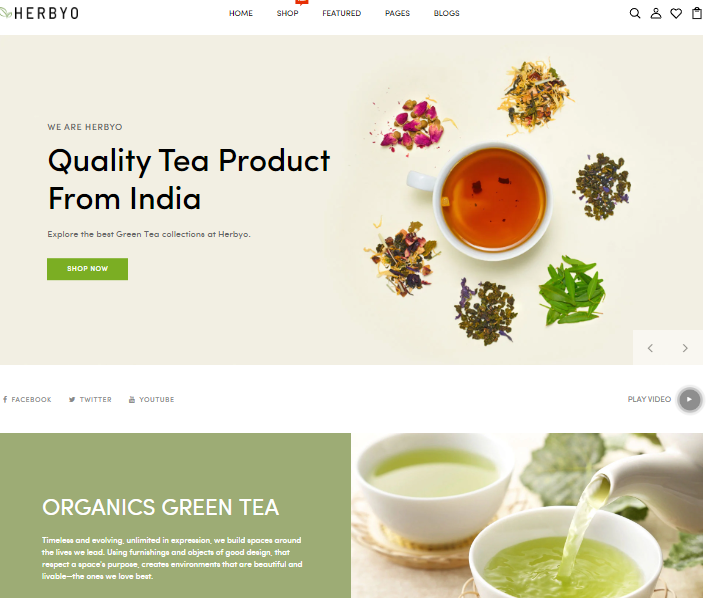 HERBYO
HOME SHOP FEATURED PAGES BLOGS
WE ARE HERBYO
Quality Tea Product
From India
Explore the best Green Tea collections at Herbyo.
SHOP NOW
FACEBOOK TWITTER YOUTUBE
PLAY VIDEO
ORGANICS GREEN TEA
Timeless and evolving, unlimited in expression, we build spaces around
the lives we lead. Using furnishings and objects of good design, that
respect a space's purpose, creates environments that are beautiful and
livable—the ones we love best.